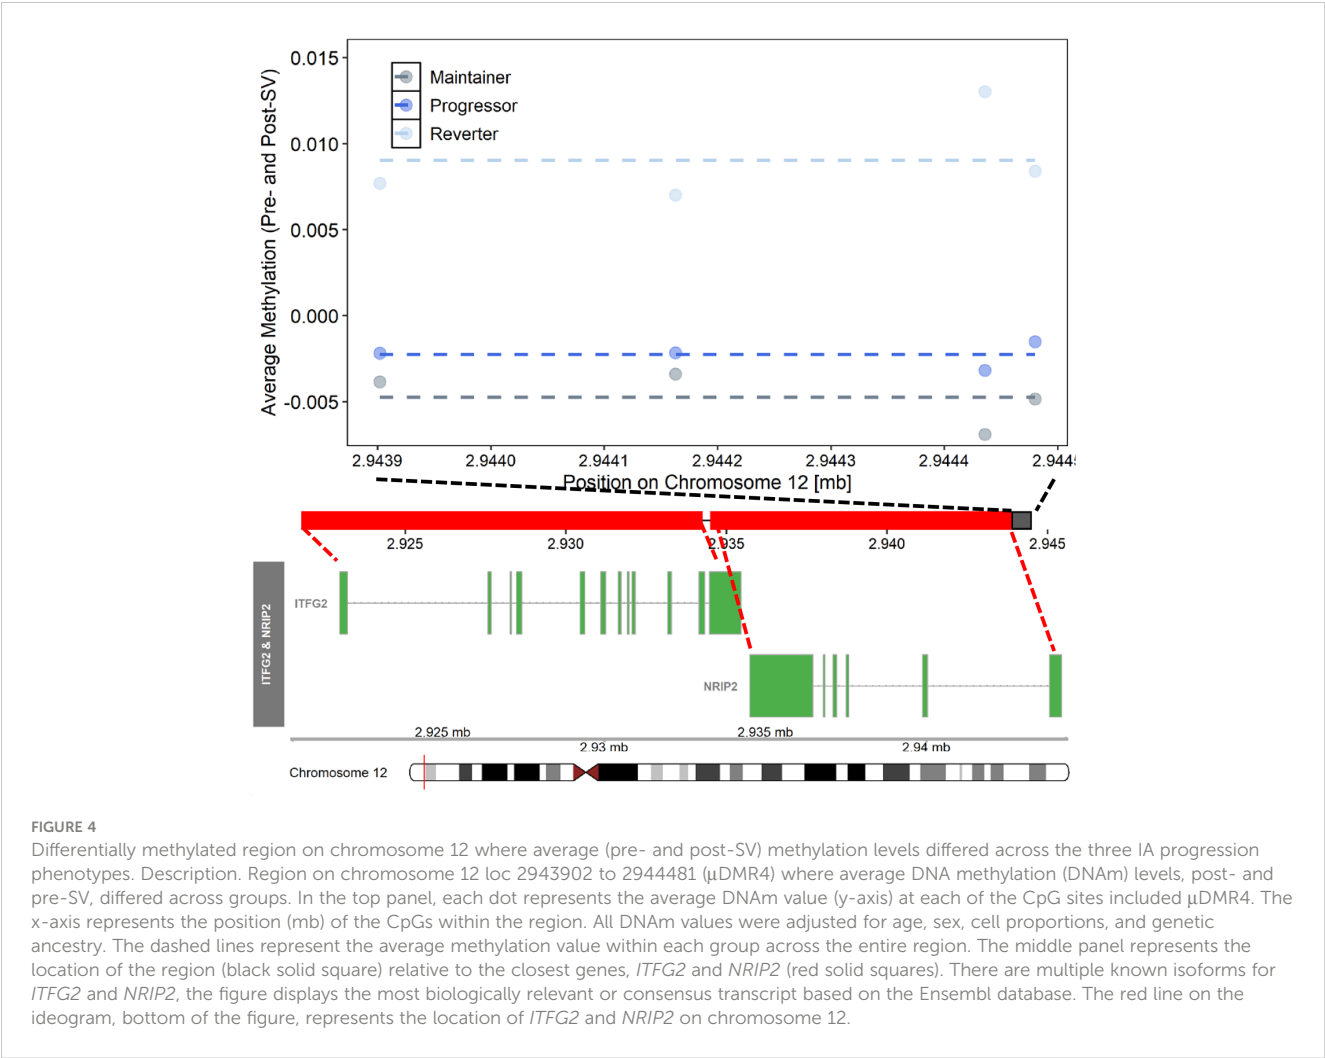 Average Methylation (Pre- and Post-SV)
0.015
0.010
0.005
0.000
-0.005
Maintainer
Progressor
Reverter
2.9439 2.9440 2.9441 2.9442 2.9443 2.9444
Position on Chromosome 12 [mb]
2.925 2.930 2.935 2.940 2.945
ITFG2 & NRIP2
ITFG2
NRIP2
2.925 mb 2.935 mb
2.93 mb 2.94 mb
Chromosome 12
FIGURE 4
Differentially methylated region on chromosome 12 where average (pre- and post-SV) methylation levels differed across the three IA progression
phenotypes. Description. Region on chromosome 12 loc 2943902 to 2944481 (μDMR4) where average DNA methylation (DNAm) levels, post- and
pre-SV, differed across groups. In the top panel, each dot represents the average DNAm value (y-axis) at each of the CpG sites included μDMR4. The
x-axis represents the position (mb) of the CpGs within the region. All DNAm values were adjusted for age, sex, cell proportions, and genetic
ancestry. The dashed lines represent the average methylation value within each group across the entire region. The middle panel represents the
location of the region (black solid square) relative to the closest genes, ITFG2 and NRIP2 (red solid squares). There are multiple known isoforms for
ITFG2 and NRIP2, the figure displays the most biologically relevant or consensus transcript based on the Ensembl database. The red line on the
ideogram, bottom of the figure, represents the location of ITFG2 and NRIP2 on chromosome 12.